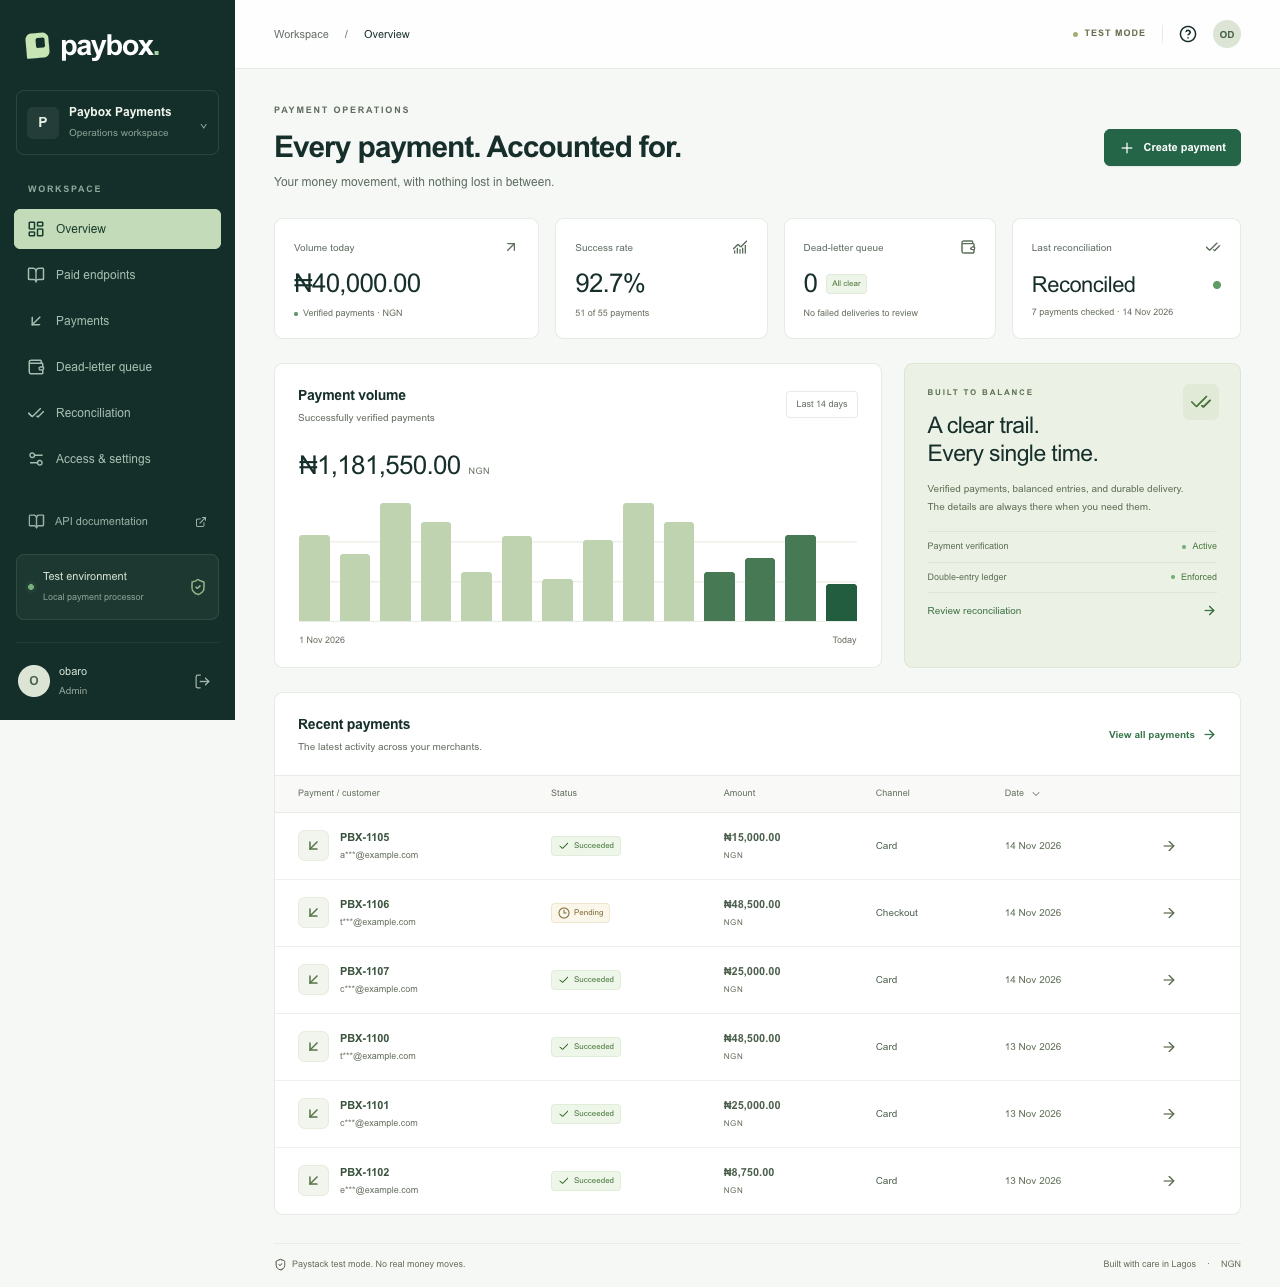 paybox.
P
Paybox Payments
Operations workspace
WORKSPACE
Overview
Paid endpoints
Payments
Dead-letter queue
Reconciliation
Access & settings
API documentation
Test environment
Local payment processor
O
obaro
Admin
Workspace / Overview
TEST MODE
OD
PAYMENT OPERATIONS
Every payment. Accounted for.
Your money movement, with nothing lost in between.
Create payment
Volume today
₦40,000.00
Verified payments · NGN
Success rate
92.7%
51 of 55 payments
Dead-letter queue
0 All clear
No failed deliveries to review
Last reconciliation
Reconciled
7 payments checked · 14 Nov 2026
Payment volume
Successfully verified payments
Last 14 days
₦1,181,550.00 NGN
1 Nov 2026 Today
BUILT TO BALANCE
A clear trail.
Every single time.
Verified payments, balanced entries, and durable delivery.
The details are always there when you need them.
Payment verification Active
Double-entry ledger Enforced
Review reconciliation
Recent payments
The latest activity across your merchants.
View all payments
Payment / customer Status Amount Channel Date
PBX-1105
a***@example.com
Succeeded
₦15,000.00
NGN
Card
14 Nov 2026
PBX-1106
t***@example.com
Pending
₦48,500.00
NGN
Checkout
14 Nov 2026
PBX-1107
c***@example.com
Succeeded
₦25,000.00
NGN
Card
14 Nov 2026
PBX-1100
t***@example.com
Succeeded
₦48,500.00
NGN
Card
13 Nov 2026
PBX-1101
c***@example.com
Succeeded
₦25,000.00
NGN
Card
13 Nov 2026
PBX-1102
e***@example.com
Succeeded
₦8,750.00
NGN
Card
13 Nov 2026
Paystack test mode. No real money moves.
Built with care in Lagos · NGN